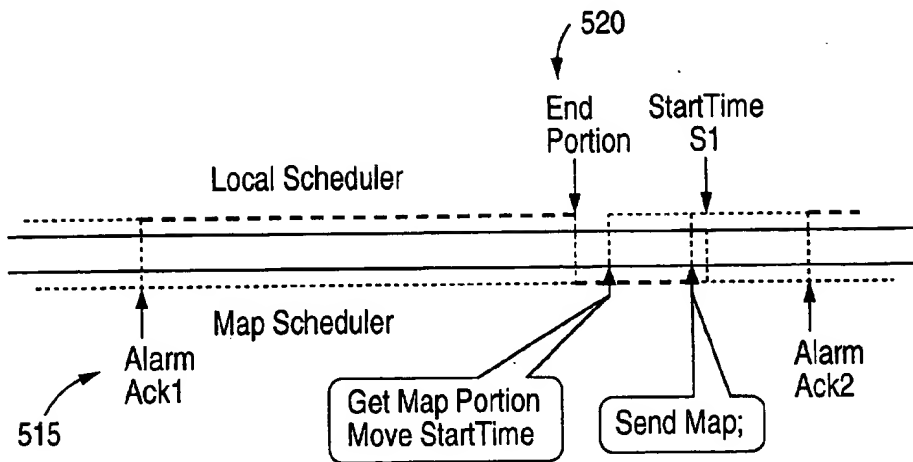 520
End
Portion
StartTime
S1
Local Scheduler
Map Scheduler
Alarm
Ack1
515
Get Map Portion
Move StartTime
Send Map;
Alarm
Ack2